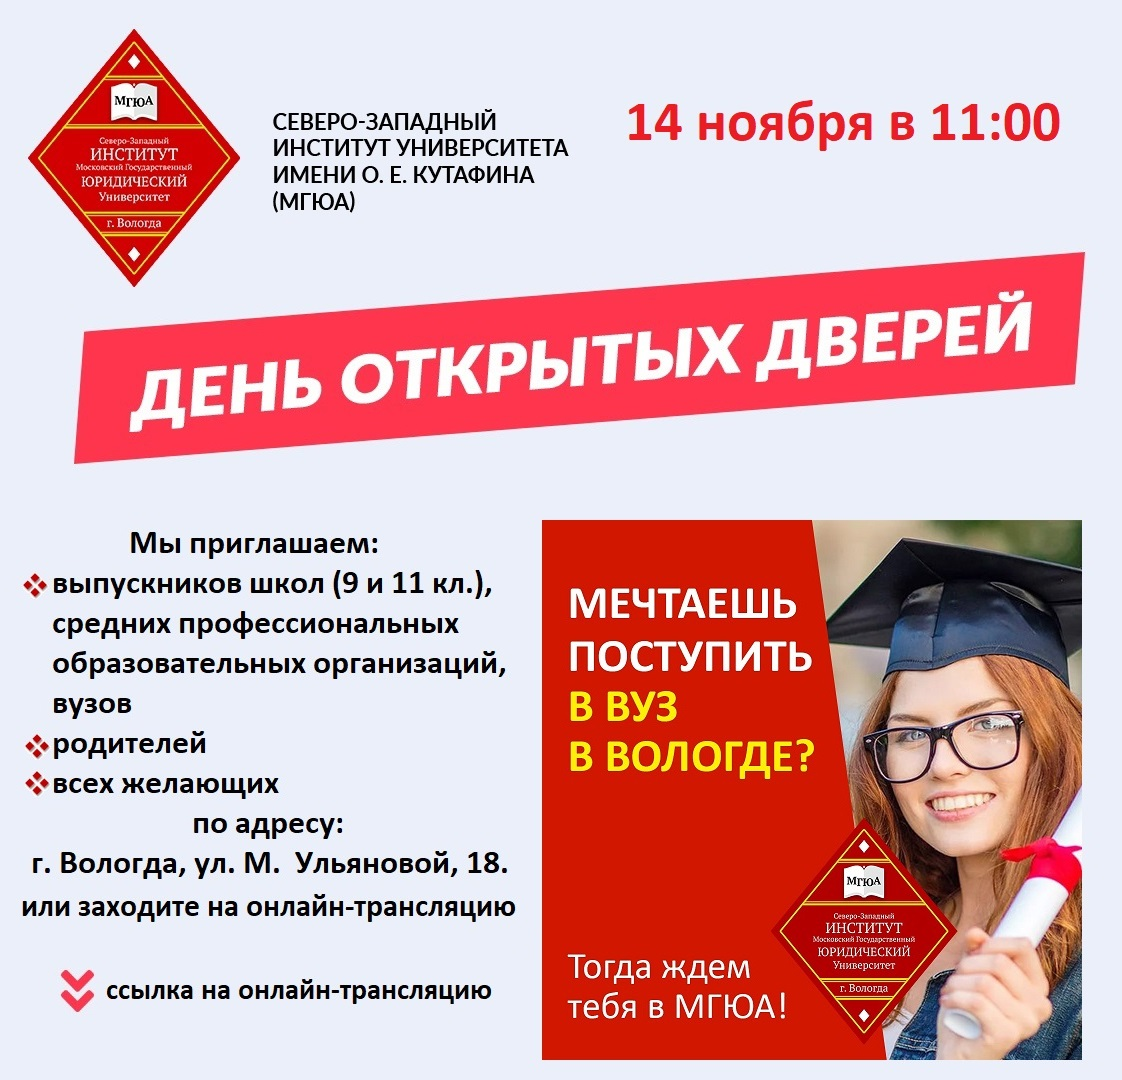 МГЮА
Северо-Западный
ИНСТИТУТ
Московский Государственный
ЮРИДИЧЕСКИЙ
Университет
г. Вологда
СЕВЕРО-ЗАПАДНЫЙ
ИНСТИТУТ УНИВЕРСИТЕТА
ИМЕНИ О. Е. КУТАФИНА
(МГЮА)
14 ноября в 11:00
ДЕНЬ ОТКРЫТЫХ ДВЕРЕЙ
Мы приглашаем:
выпускников школ (9 и 11 кл.),
средних профессиональных
образовательных организаций,
вузов
родителей
всех желающих
по адресу:
г. Вологда, ул. М. Ульяновой, 18.
или заходите на онлайн-трансляцию
ссылка на онлайн-трансляцию
МЕЧТАЕШЬ
ПОСТУПИТЬ
В ВУЗ
В ВОЛОГДЕ?
МГЮА
Северо-Западный
ИНСТИТУТ
Московский Государственный
ЮРИДИЧЕСКИЙ
Университет
г. Вологда
Тогда ждем
тебя в МГЮА!